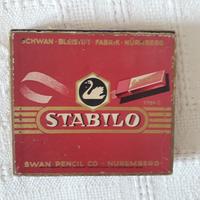 SCHWAN-BLEISTIFT FABRIK-NÜRNBERG
STABILO
SWAN PENCIL CO - NUREMBERG